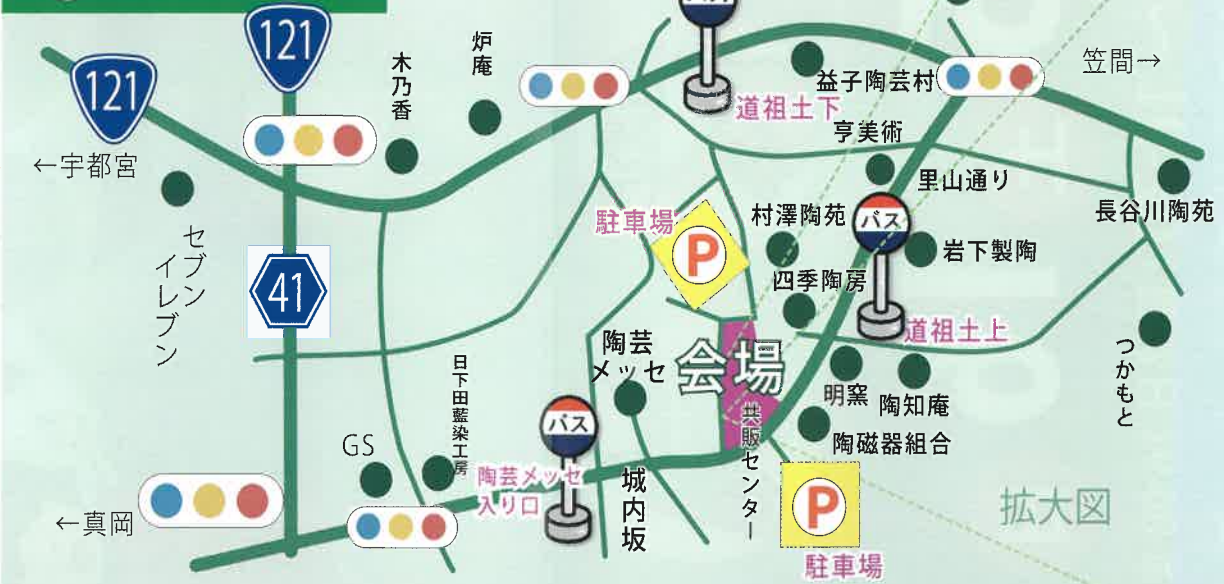 121
121
←宇都宮
セブン
イレブン
41
木乃香
炉庵
道祖土下
益子陶芸村
笠間→
亨美術
里山通り
長谷川陶苑
駐車場
P
村澤陶苑
バス
岩下製陶
四季陶房
道祖土上
陶芸
メッセ
会場
つかもと
明窯
陶知庵
共販センター
陶磁器組合
日下田藍染工房
GS
バス
陶芸メッセ
入り口
城内坂
P
駐車場
←真岡
拡大図